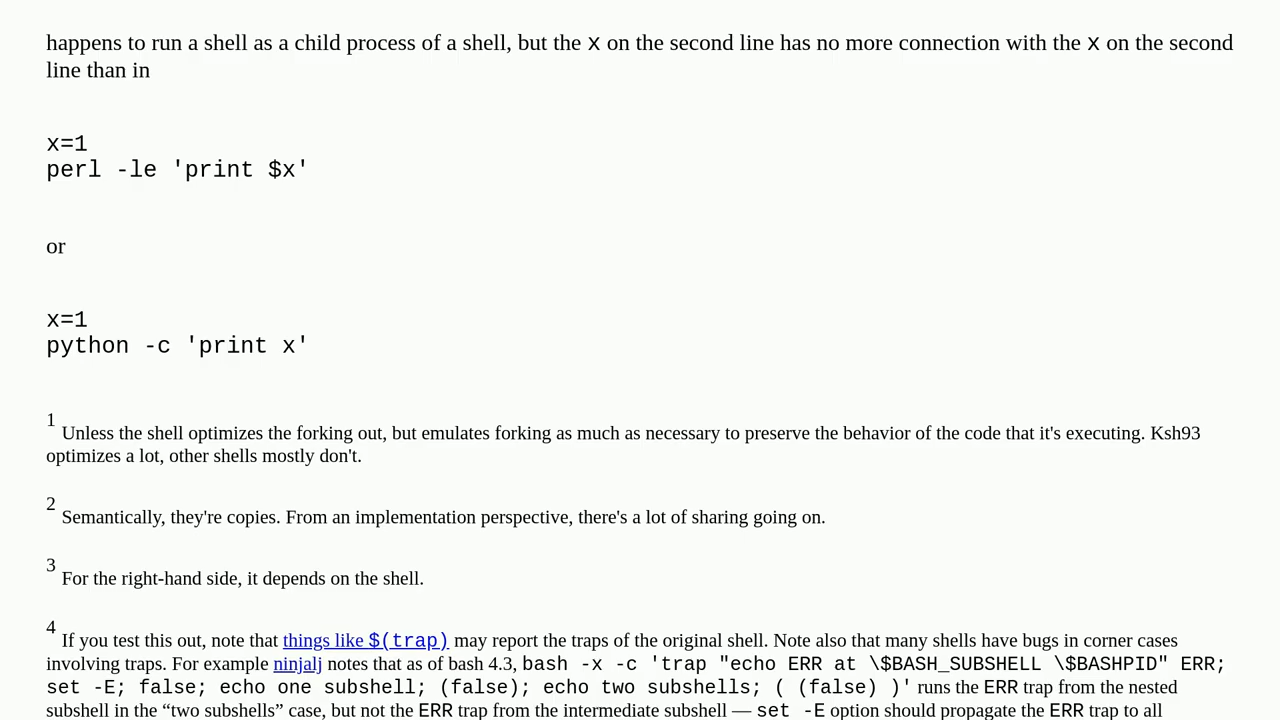 happens to run a shell as a child process of a shell, but the x on the second line has no more connection with the x on the second
line than in
x=1
perl -le 'print $x'
or
x=1
python -c 'print x'
1 Unless the shell optimizes the forking out, but emulates forking as much as necessary to preserve the behavior of the code that it's executing. Ksh93
optimizes a lot, other shells mostly don't.
2 Semantically, they're copies. From an implementation perspective, there's a lot of sharing going on.
3 For the right-hand side, it depends on the shell.
4 If you test this out, note that things like $(trap) may report the traps of the original shell. Note also that many shells have bugs in corner cases
involving traps. For example ninjalj notes that as of bash 4.3, bash -x -c 'trap "echo ERR at \$BASH_SUBSHELL \$BASHPID" ERR;
set -E; false; echo one subshell; (false); echo two subshells; ( (false) )' runs the ERR trap from the nested
subshell in the “two subshells” case, but not the ERR trap from the intermediate subshell — set -E option should propagate the ERR trap to all